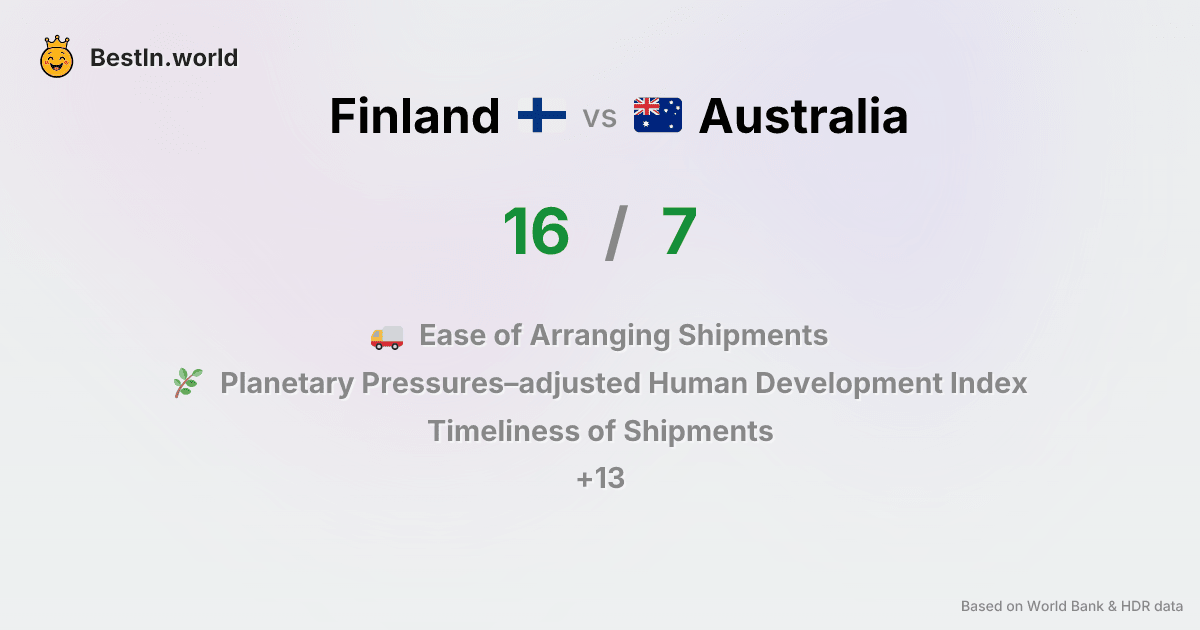 BestIn.world
Finland vs Australia
16 / 7
Ease of Arranging Shipments
Planetary Pressures–adjusted Human Development Index
Timeliness of Shipments
+13
Based on World Bank & HDR data